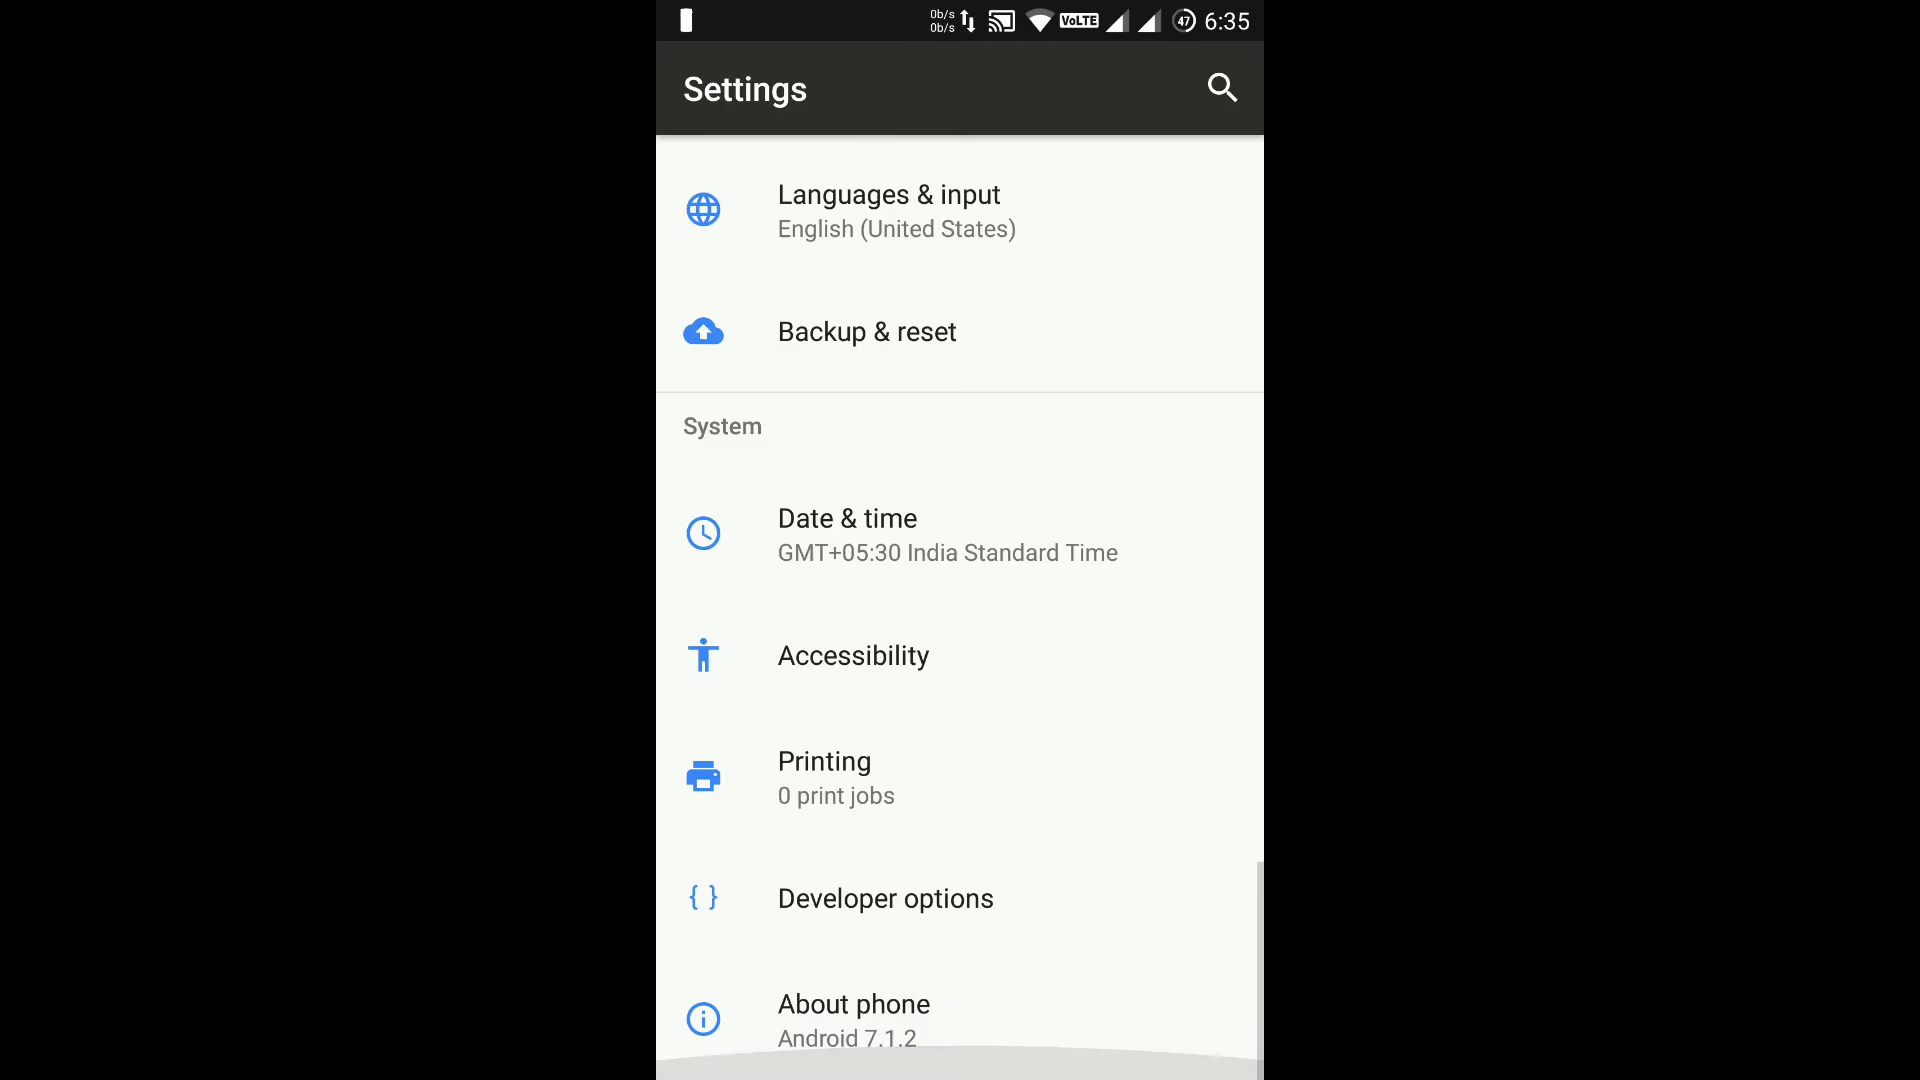 0b/s
0b/s
VoLTE
47
6:35
Settings
Languages & input
English (United States)
Backup & reset
System
Date & time
GMT+05:30 India Standard Time
Accessibility
Printing
0 print jobs
{ }
Developer options
About phone
Android 7.1.2